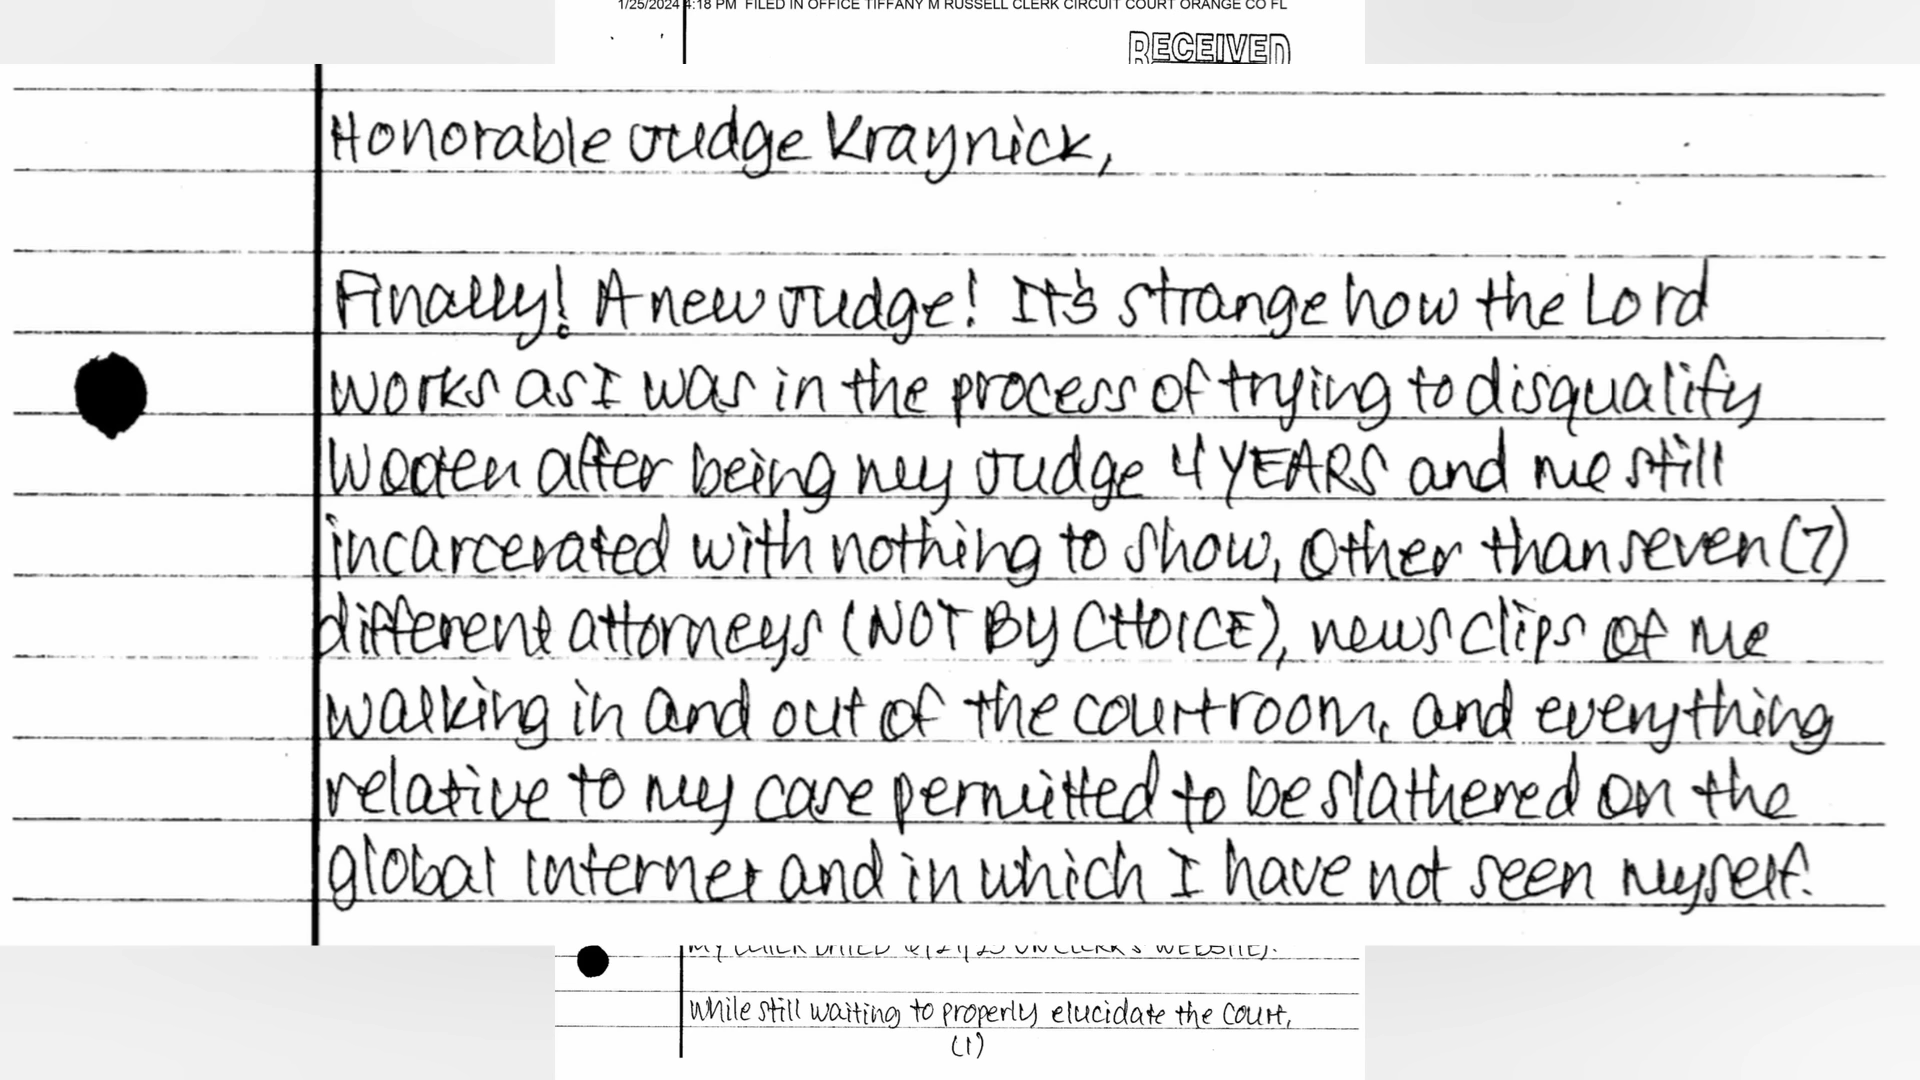 1/25/2024 4:18 PM FILED IN OFFICE TIFFANY M RUSSELL CLERK CIRCUIT COURT ORANGE CO FL
RECEIVED
Honorable Judge Kraynick,
Finally! A new Judge! It's strange how the Lord
works as I was in the process of trying to disqualify
Wooten after being my Judge 4 YEARS and me still
incarcerated with nothing to show, other than seven (7)
different attorneys (NOT BY CHOICE), news clips of me
walking in and out of the courtroom, and everything
relative to my case permitted to be slathered on the
global internet and in which I have not seen myself.
ON CLERK'S WEBSITE).
While still waiting to properly elucidate the court,
(1)